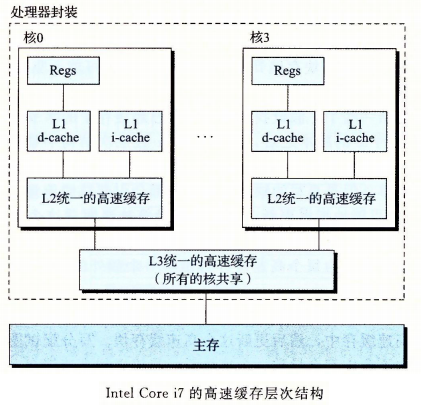 处理器封装
核0
核3
Regs
Regs
L1
d-cache
L1
i-cache
...
L1
d-cache
L1
i-cache
L2统一的高速缓存
L2统一的高速缓存
L3统一的高速缓存
（所有的核共享）
主存
Intel Core i7 的高速缓存层次结构